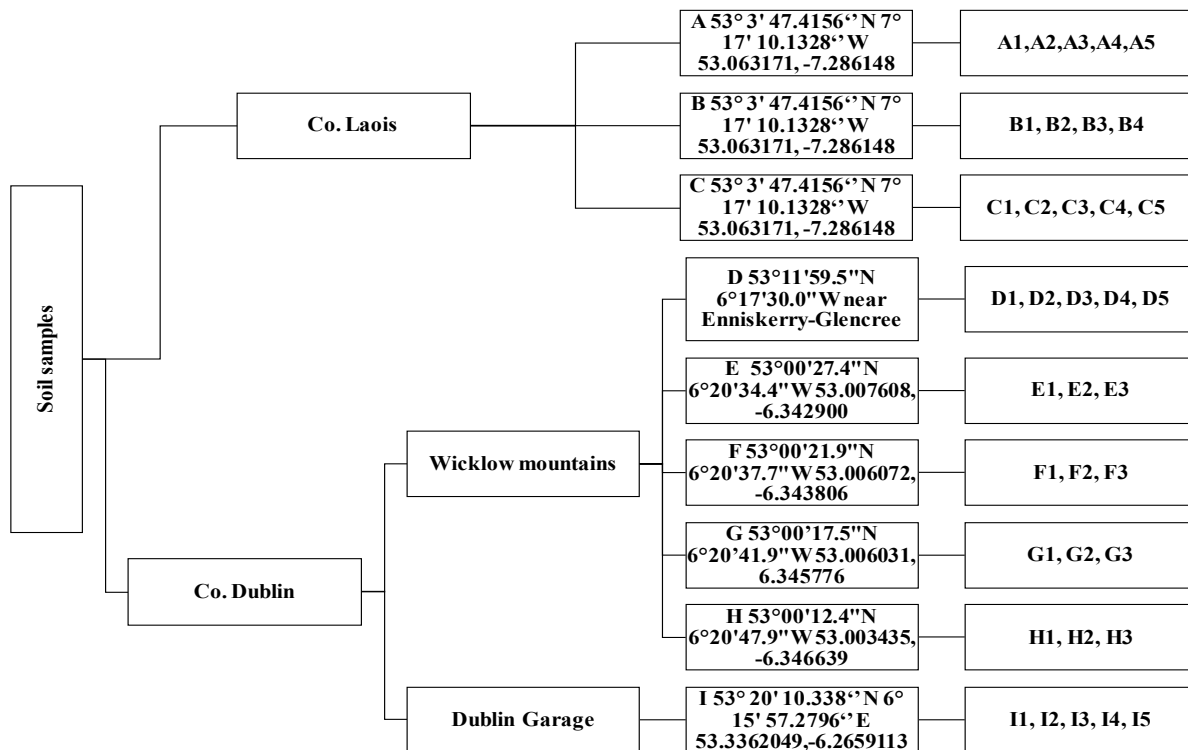 Soil samples
Co. Laois
A 53° 3' 47.4156‘’ N 7°
17' 10.1328‘’ W
53.063171, -7.286148
A1,A2,A3,A4,A5
B 53° 3' 47.4156‘’ N 7°
17' 10.1328‘’ W
53.063171, -7.286148
B1, B2, B3, B4
C 53° 3' 47.4156‘’ N 7°
17' 10.1328‘’ W
53.063171, -7.286148
C1, C2, C3, C4, C5
Co. Dublin
Wicklow mountains
D 53°11'59.5"N
6°17'30.0"W near
Enniskerry-Glencree
D1, D2, D3, D4, D5
E 53°00'27.4"N
6°20'34.4"W 53.007608,
-6.342900
E1, E2, E3
F 53°00'21.9"N
6°20'37.7"W 53.006072,
-6.343806
F1, F2, F3
G 53°00’17.5"N
6°20’41.9"W 53.006031,
6.345776
G1, G2, G3
H 53°00'12.4"N
6°20'47.9"W 53.003435,
-6.346639
H1, H2, H3
Dublin Garage
I 53° 20' 10.338‘’ N 6°
15' 57.2796‘’ E
53.3362049,-6.2659113
I1, I2, I3, I4, I5